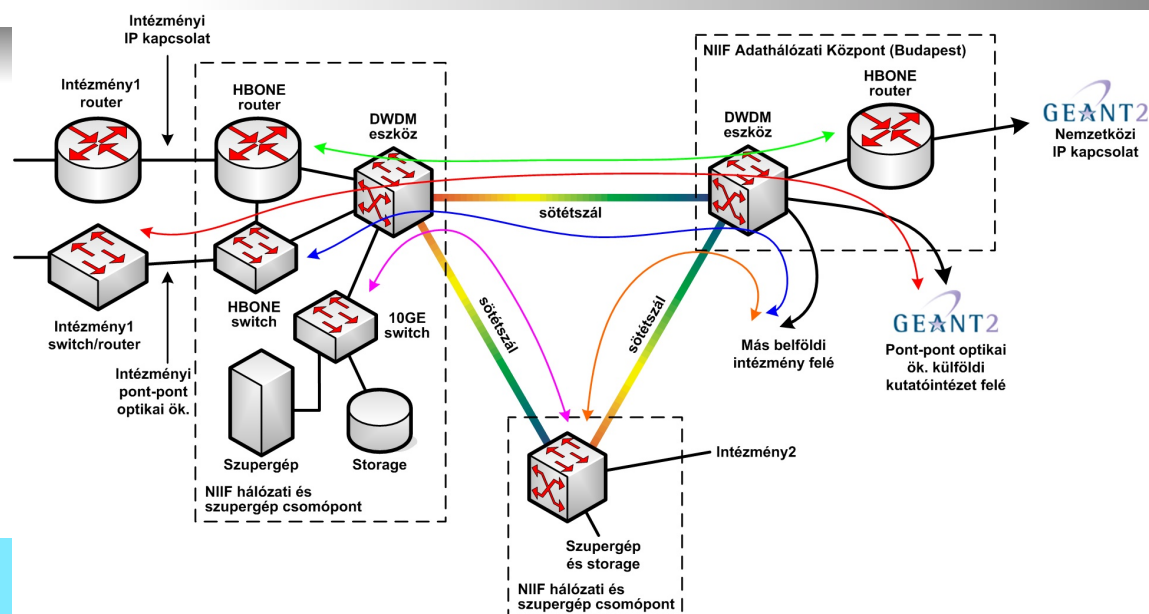 Intézményi
IP kapcsolat
Intézmény1
router
HBONE
router
DWDM
eszköz
NIIF Adathálózati Központ (Budapest)
HBONE
router
DWDM
eszköz
GEANT2
Nemzetközi
IP kapcsolat
sötétszál
HBONE
switch
10GE
switch
Intézmény1
switch/router
Intézményi
pont-pont
optikai ök.
Szupergép
Storage
NIIF hálózati és
szupergép csomópont
sötétszál
sötétszál
Más belföldi
intézmény felé
GEANT2
Pont-pont optikai
ök. külföldi
kutatóintézet felé
Intézmény2
Szupergép
és storage
NIIF hálózati és
szupergép csomópont